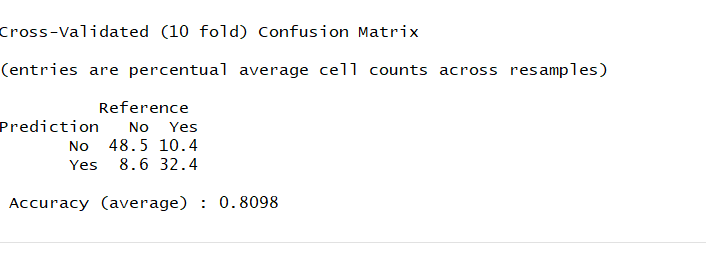 Cross-Validated (10 fold) Confusion Matrix
(entries are percentual average cell counts across resamples)
Reference
Prediction No Yes
No 48.5 10.4
Yes 8.6 32.4
Accuracy (average) : 0.8098